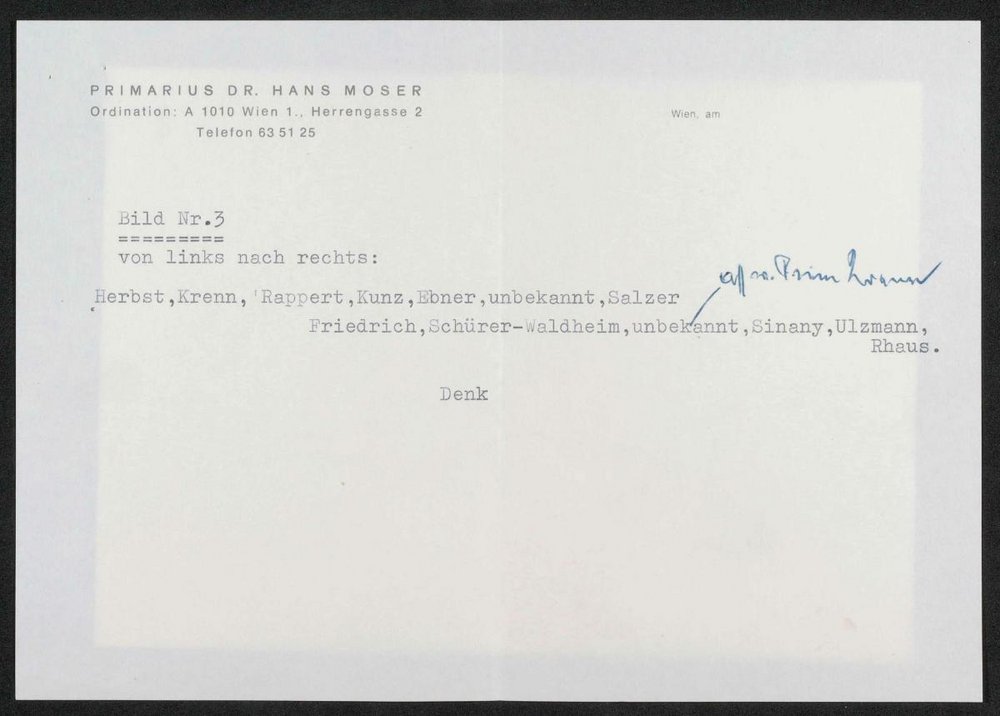 PRIMARIUS DR. HANS MOSER
Ordination: A 1010 Wien 1., Herrengasse 2
Telefon 63 51 25
Wien, am
Bild Nr.3
=========
von links nach rechts:
Herbst,Krenn,'Rappert,Kunz,Ebner,unbekannt,Salzer
Friedrich,Schürer-Waldheim,unbekannt,Sinany,Ulzmann,
Rhaus.
Denk